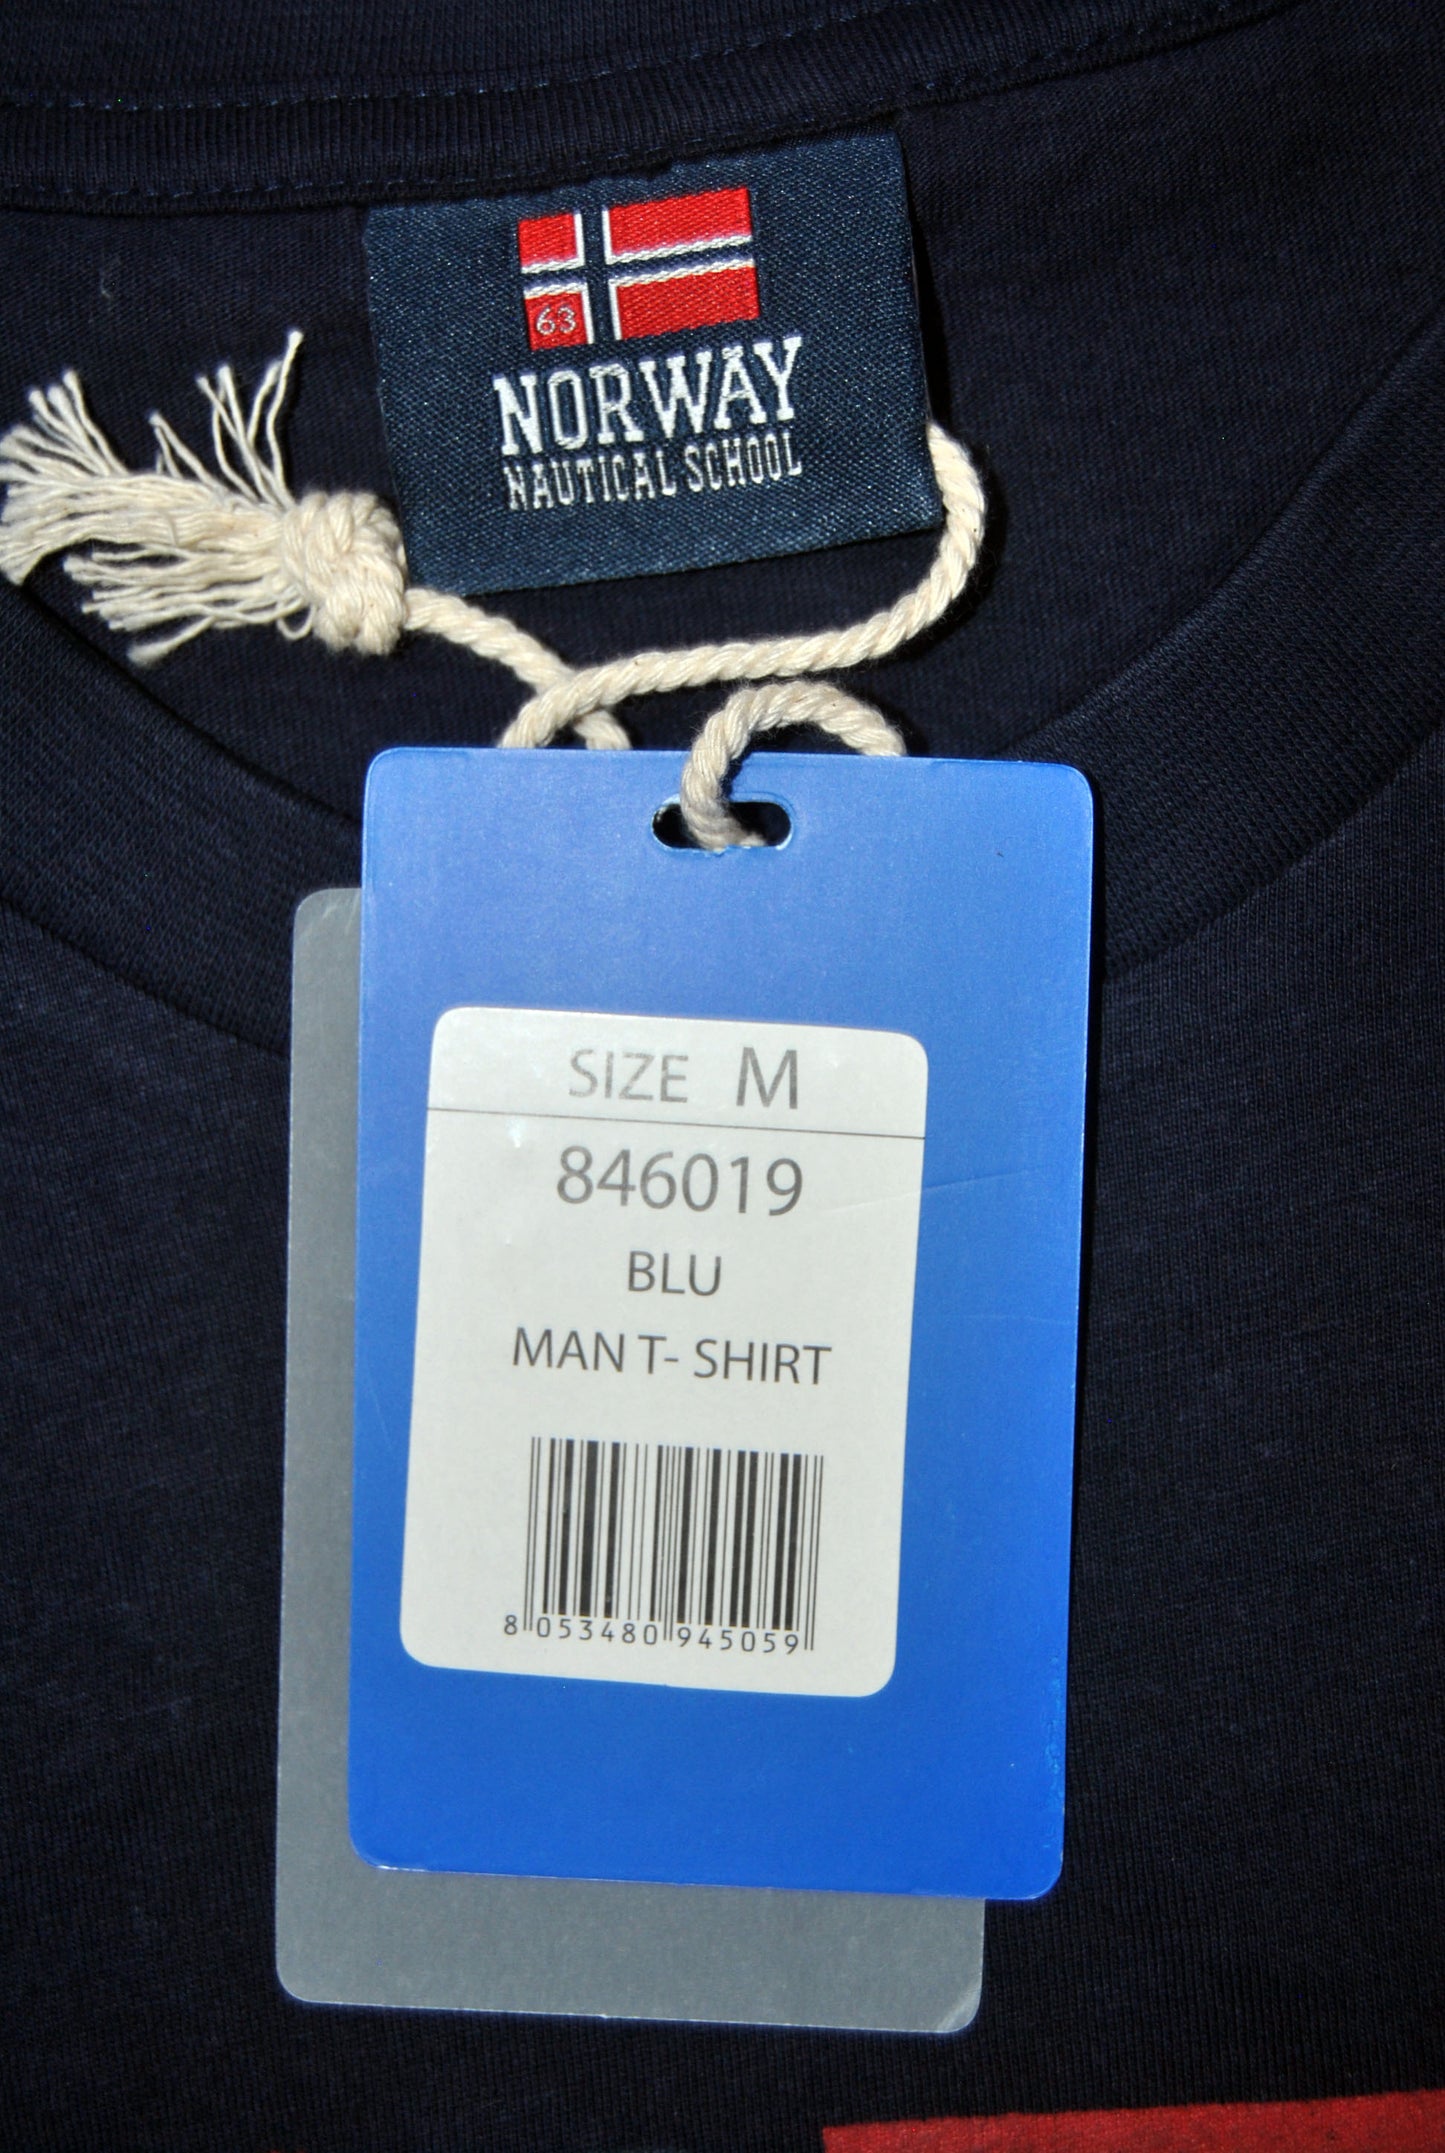 63
NORWAY
NAUTICAL SCHOOL
SIZE M
846019
BLU
MAN T- SHIRT
8 053480 945059